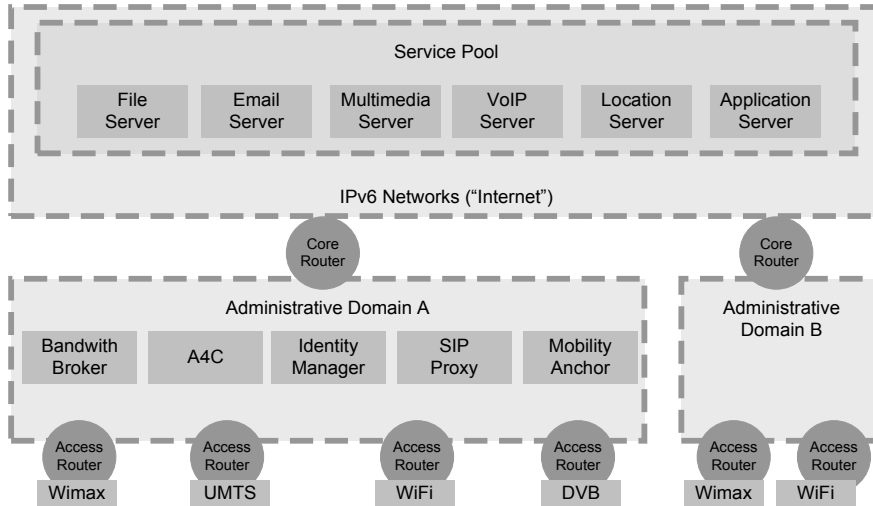 Service Pool
File
Server
Email
Server
Multimedia
Server
VoIP
Server
Location
Server
Application
Server
IPv6 Networks (“Internet”)
Core
Router
Core
Router
Administrative Domain A
Bandwith
Broker
A4C
Identity
Manager
SIP
Proxy
Mobility
Anchor
Administrative
Domain B
Access
Router
Wimax
Access
Router
UMTS
Access
Router
WiFi
Access
Router
DVB
Access
Router
Wimax
Access
Router
WiFi